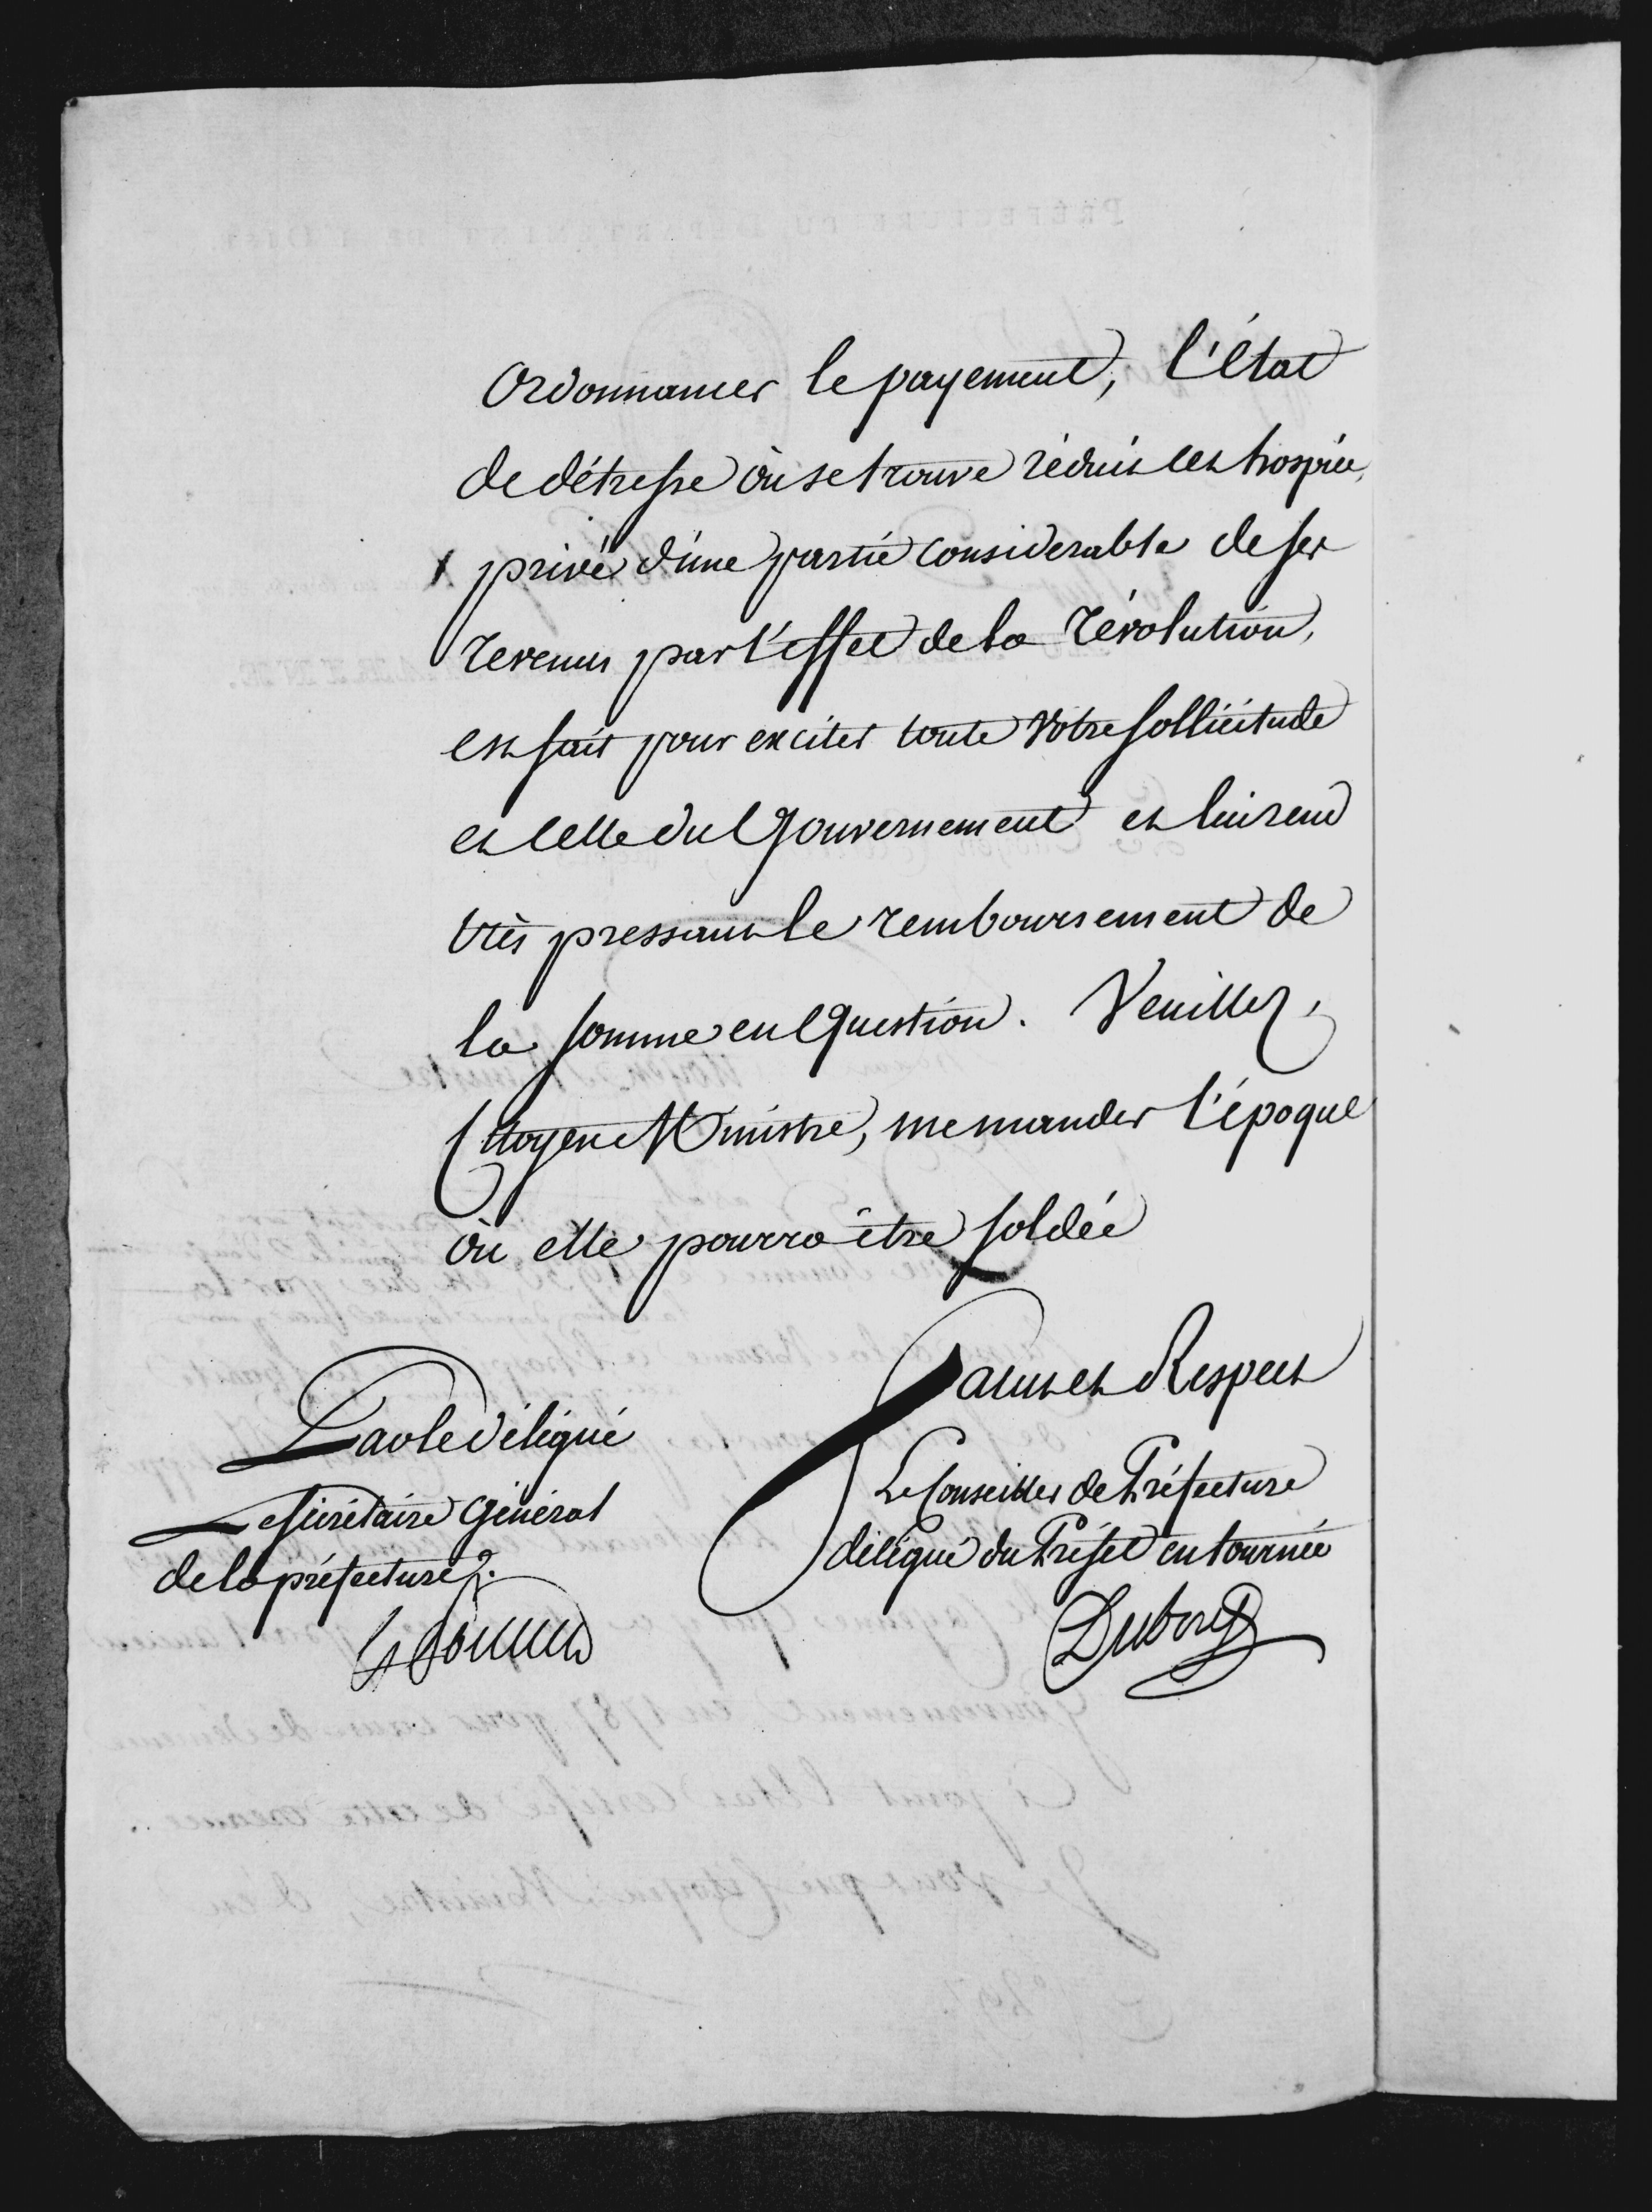 ordonnancer le payement, l'état
de détresse où se trouve réduit cet hospice,
privé d'une partie considerable de ses
revenus par l'effet de la révolution,
est fait pour exciter toute votre sollicitude
et celle du Gouvernement et lui rend
très pressant le remboursement de
la somme en question. Veuillez,
Citoyen Ministre, me mander l'époque
où elle pourra être soldée
Salut et Respect
Le Conseiller de Préfecture
délégué du Préfet en tournée
Dubourg
Par le délégué
Le secrétaire Général
de la préfecture.